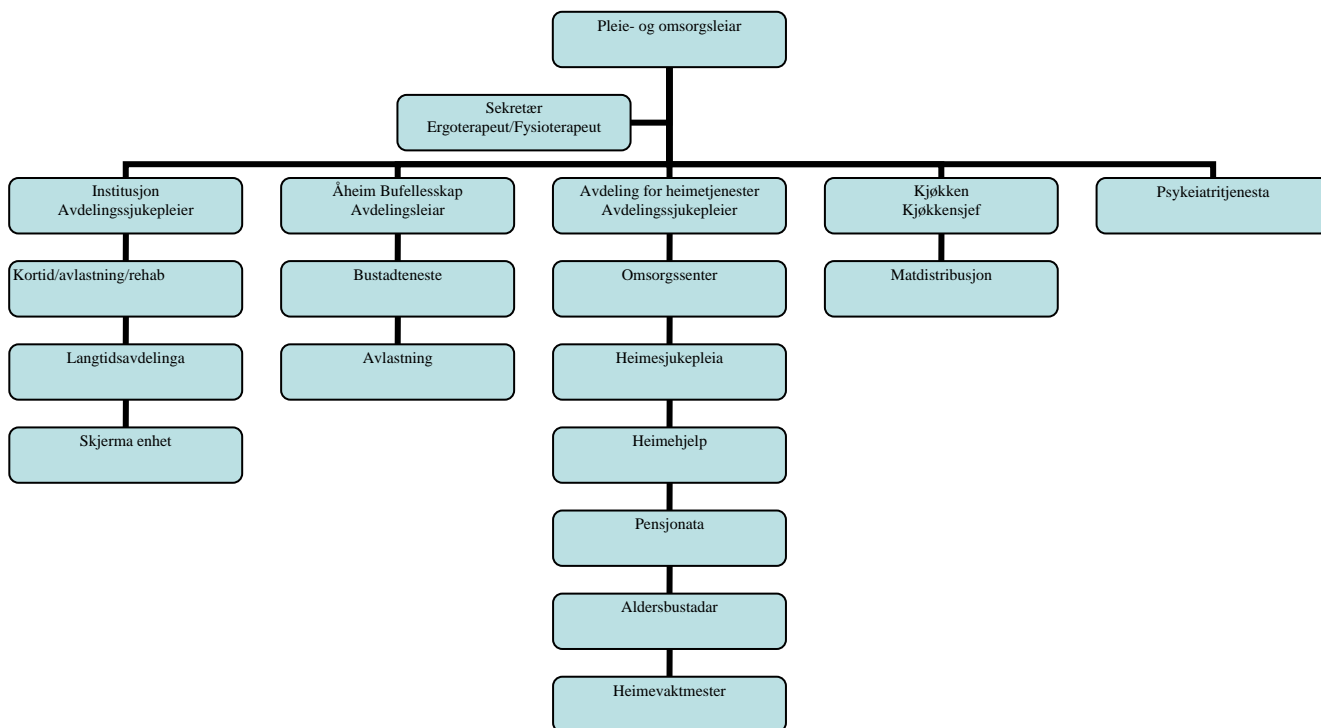 Pleie- og omsorgsleiar
Sekretær
Ergoterapeut/Fysioterapeut
Institusjon
Avdelingssjukepleier
Åheim Bufellesskap
Avdelingsleiar
Avdeling for heimetjenester
Avdelingssjukepleier
Kjøkken
Kjøkkensjef
Psykeiatritjenesta
Kortid/avlastning/rehab
Bustadteneste
Omsorgssenter
Matdistribusjon
Langtidsavdelinga
Avlastning
Heimesjukepleia
Skjerma enhet
Heimehjelp
Pensjonata
Aldersbustadar
Heimevaktmester